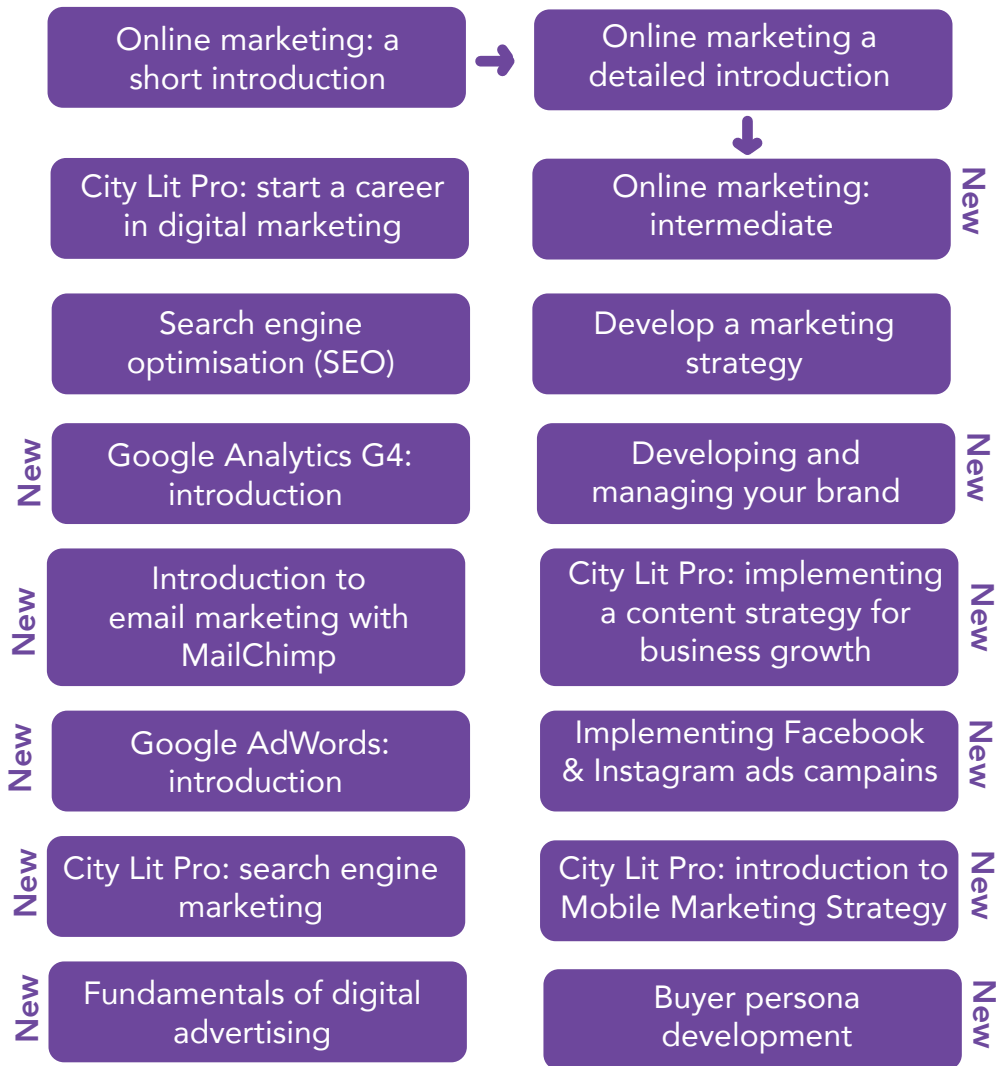 Online marketing: a
short introduction
Online marketing a
detailed introduction
City Lit Pro: start a career
in digital marketing
Online marketing:
intermediate
New
Search engine
optimisation (SEO)
Develop a marketing
strategy
New
Google Analytics G4:
introduction
Developing and
managing your brand
New
New
Introduction to
email marketing with
MailChimp
City Lit Pro: implementing
a content strategy for
business growth
New
New
Google AdWords:
introduction
Implementing Facebook
& Instagram ads campains
New
New
City Lit Pro: search engine
marketing
City Lit Pro: introduction to
Mobile Marketing Strategy
New
New
Fundamentals of digital
advertising
Buyer persona
development
New